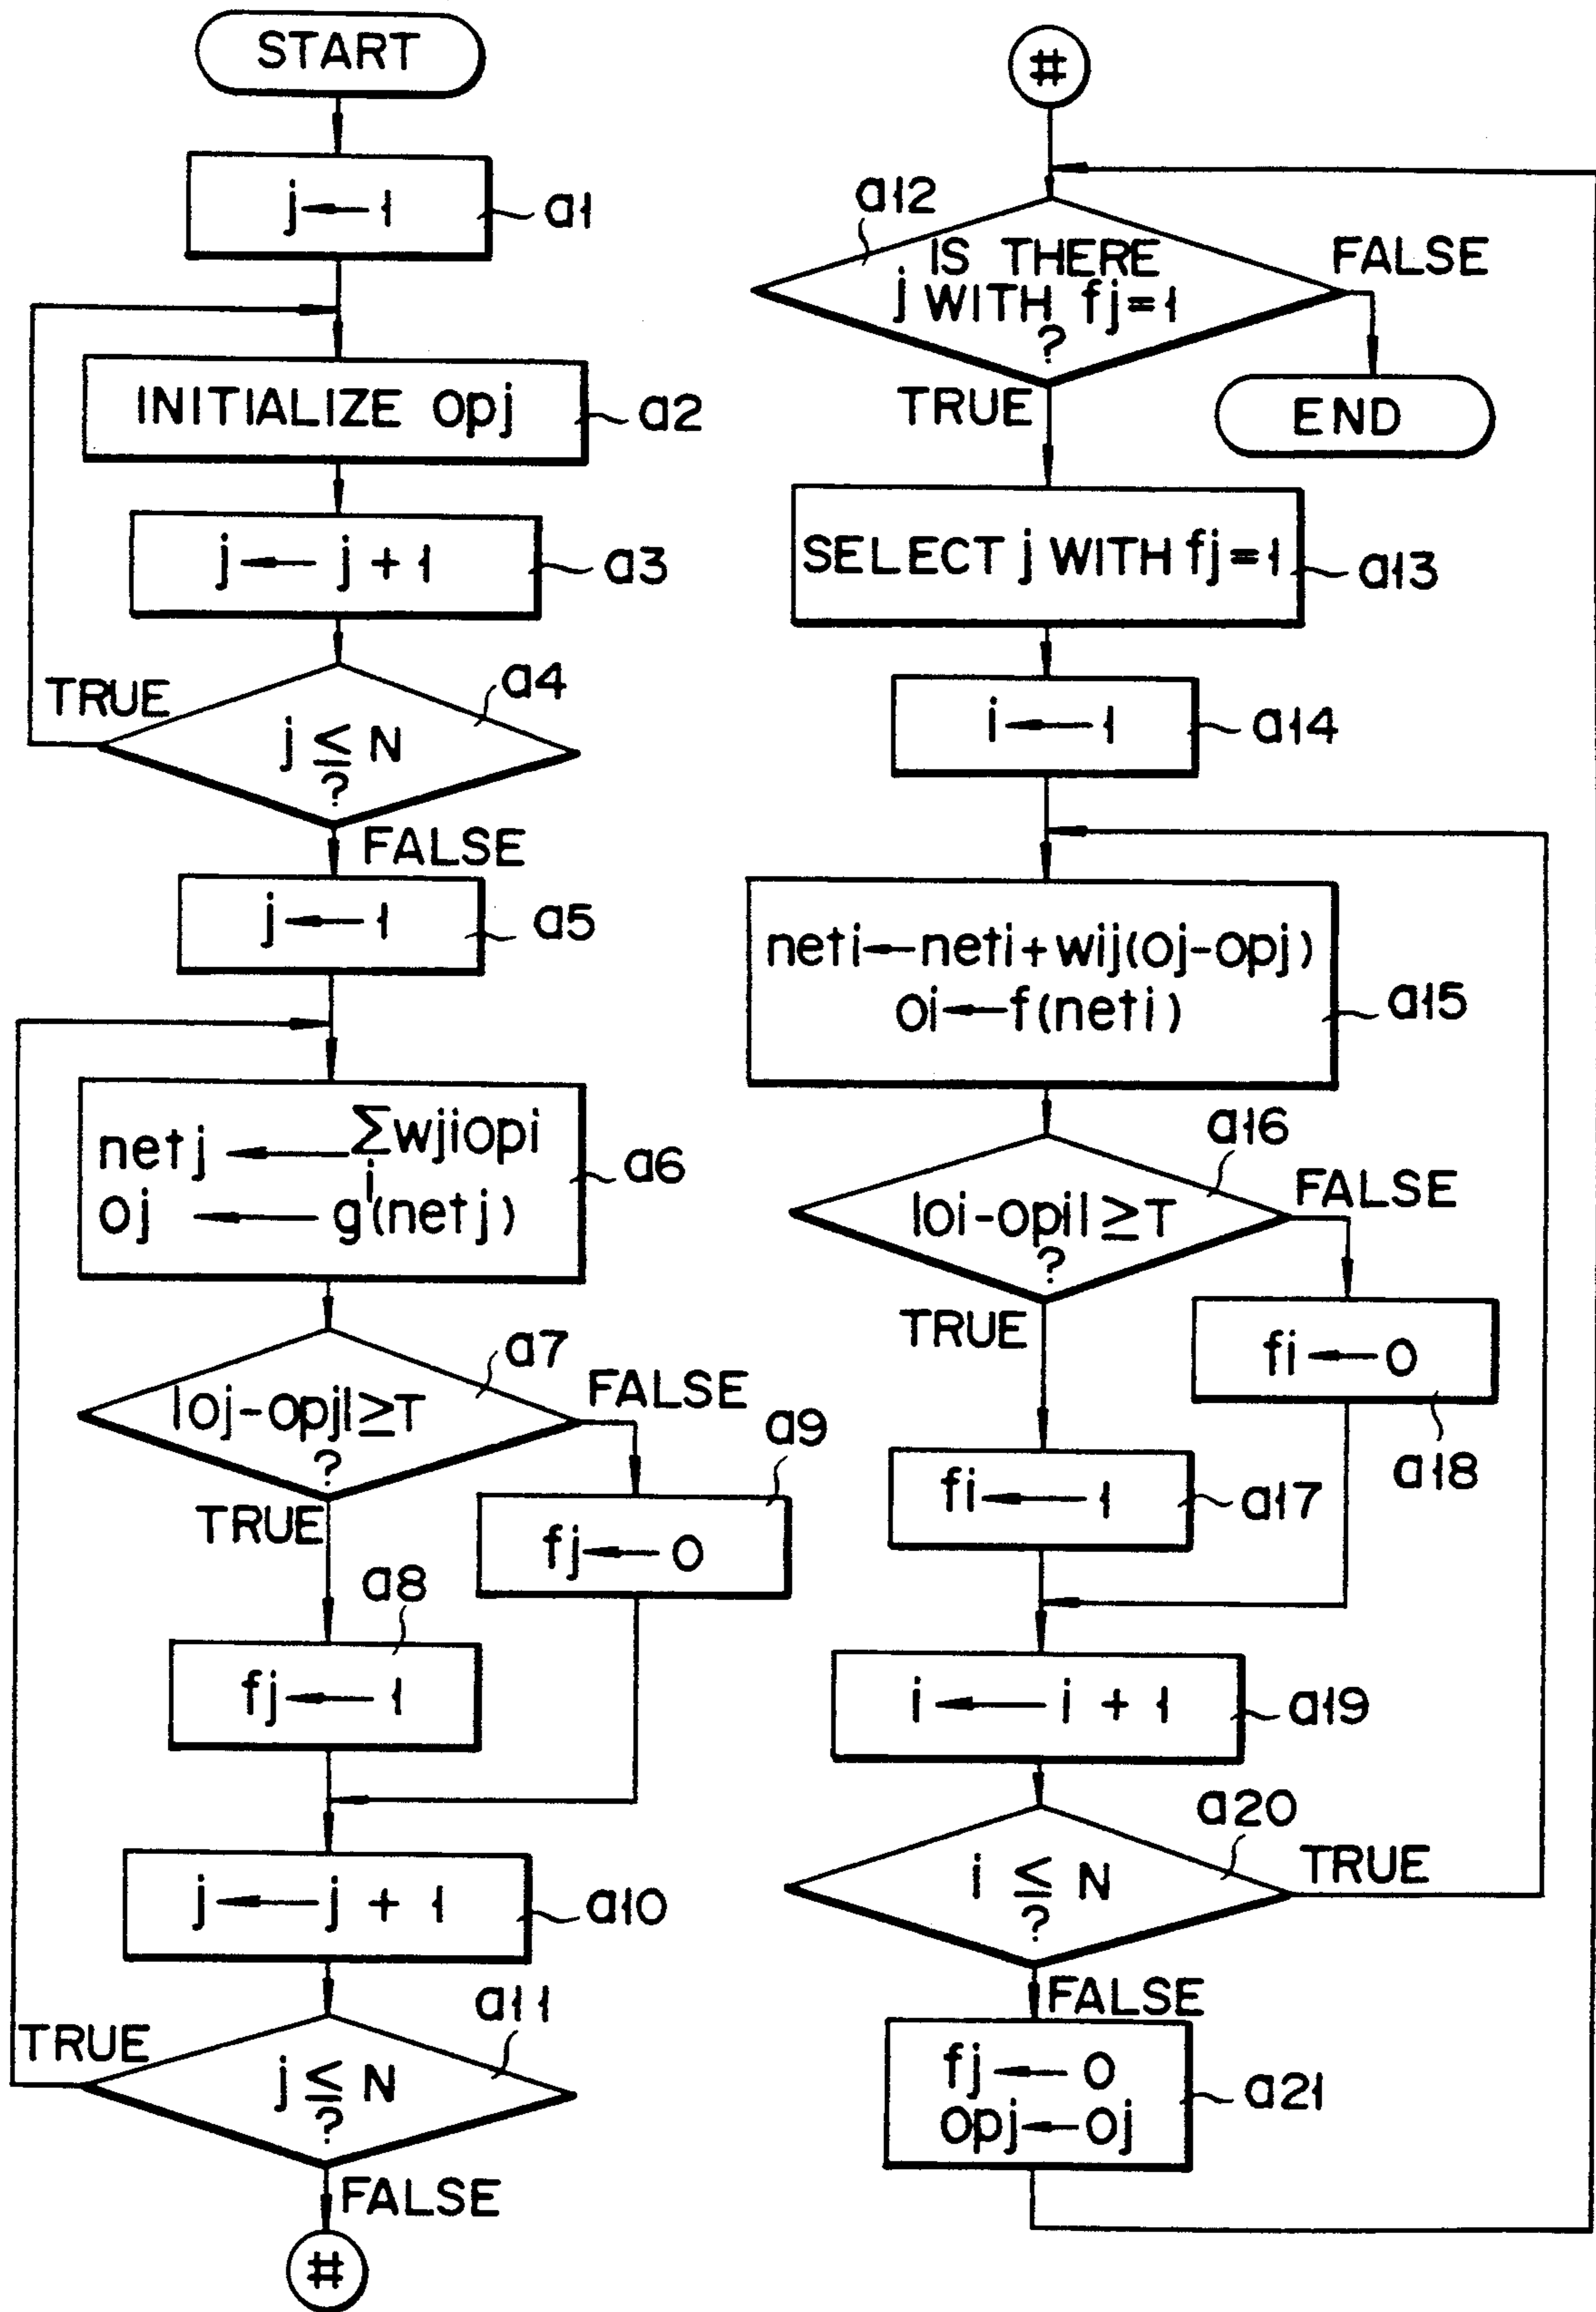 START
j ← 1
a1
INITIALIZE opj
a2
j ← j + 1
a3
a4
TRUE
j ≤ N
?
FALSE
j ← 1
a5
netj ← Σ wjiopi
i
oj ← g(netj)
a6
a7
|oj-opj| ≥ T
?
FALSE
TRUE
a9
fj ← 0
a8
fj ← 1
j ← j + 1
a10
a11
TRUE
j ≤ N
?
FALSE
#
#
a12
IS THERE
j WITH fj=1
?
FALSE
END
TRUE
SELECT j WITH fj=1
a13
i ← 1
a14
neti ← neti + wij(oj-opj)
oi ← f(neti)
a15
a16
|oi-opi| ≥ T
?
FALSE
TRUE
fi ← 0
a18
fi ← 1
a17
i ← i + 1
a19
a20
i ≤ N
?
TRUE
FALSE
fj ← 0
opj ← oj
a21